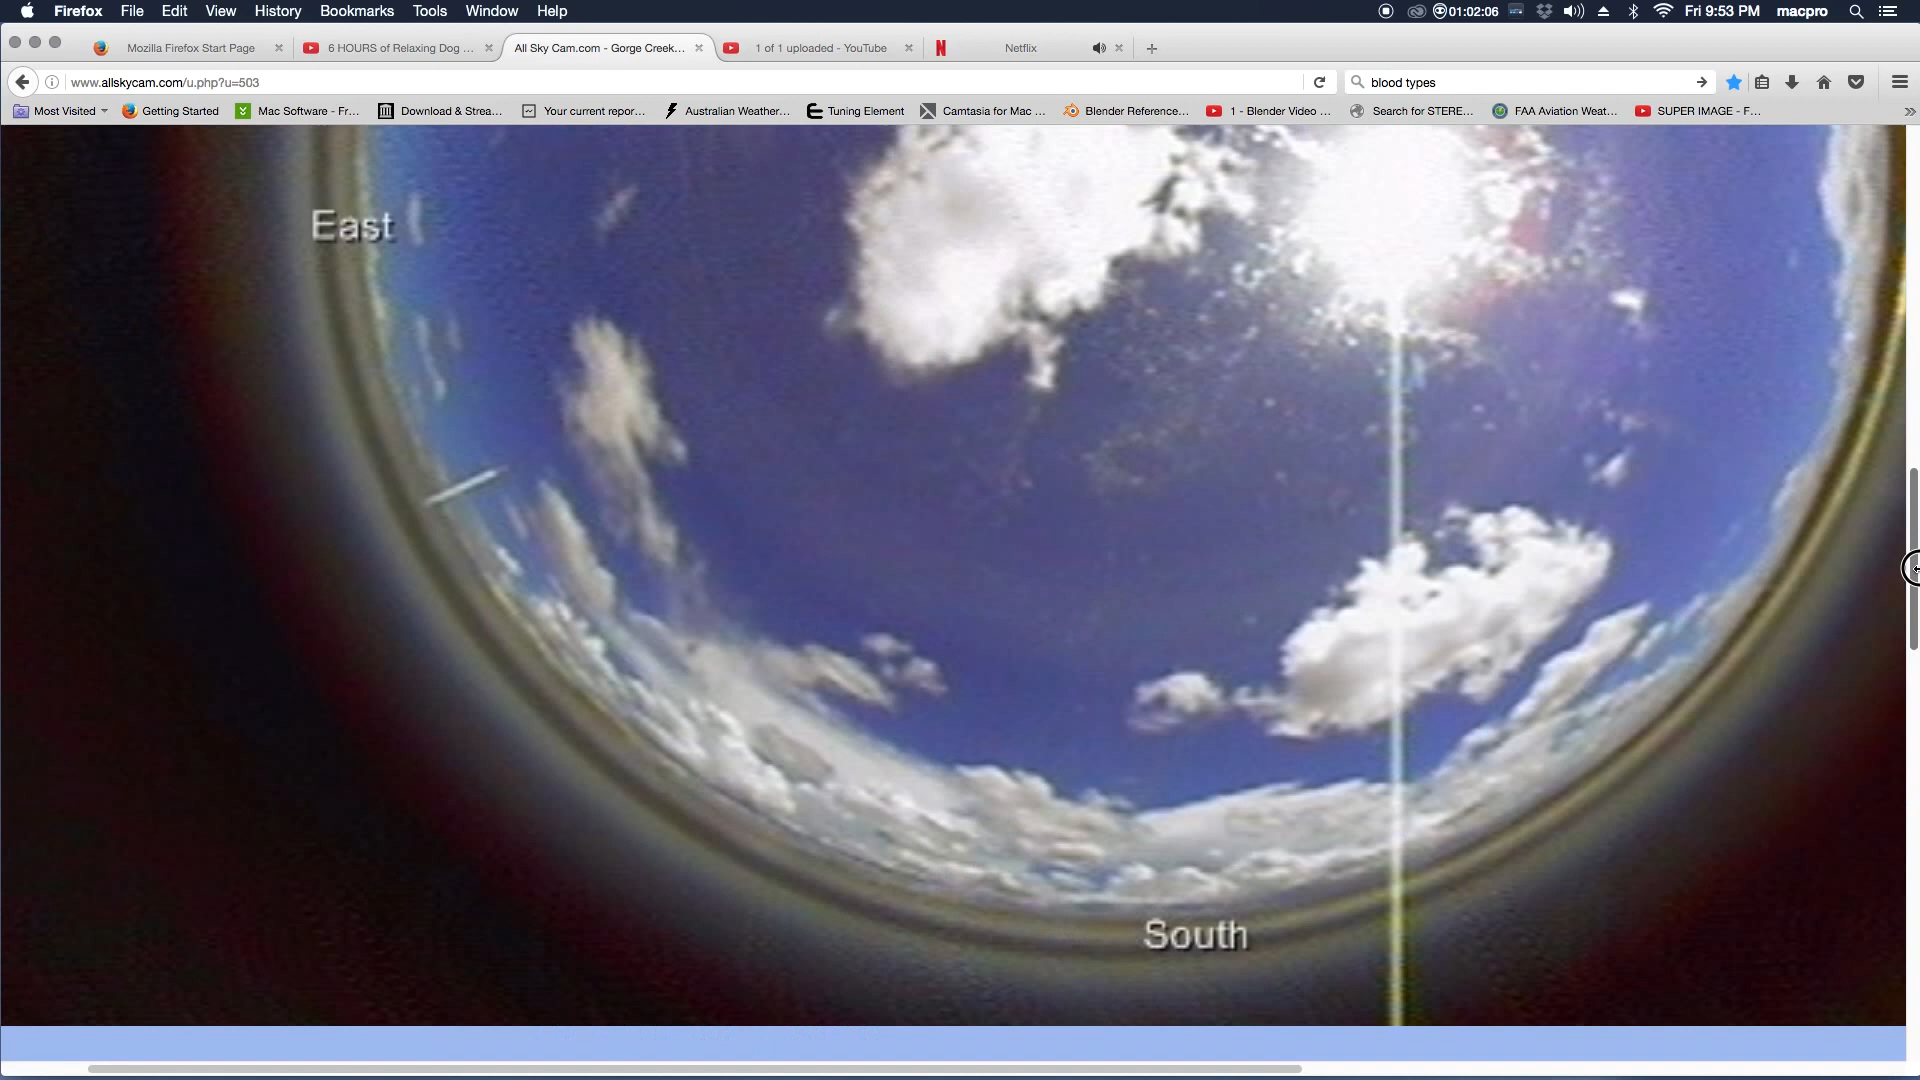 Firefox File Edit View History Bookmarks Tools Window Help 01:02:06 Fri 9:53 PM macpro
Mozilla Firefox Start Page 6 HOURS of Relaxing Dog ... All Sky Cam.com - Gorge Creek... 1 of 1 uploaded - YouTube N Netflix
www.allskycam.com/u.php?u=503 blood types
Most Visited Getting Started Mac Software - Fr... Download & Strea... Your current repor... Australian Weather... Tuning Element Camtasia for Mac ... Blender Reference... 1 - Blender Video ... Search for STERE... FAA Aviation Weat... SUPER IMAGE - F...
East
South